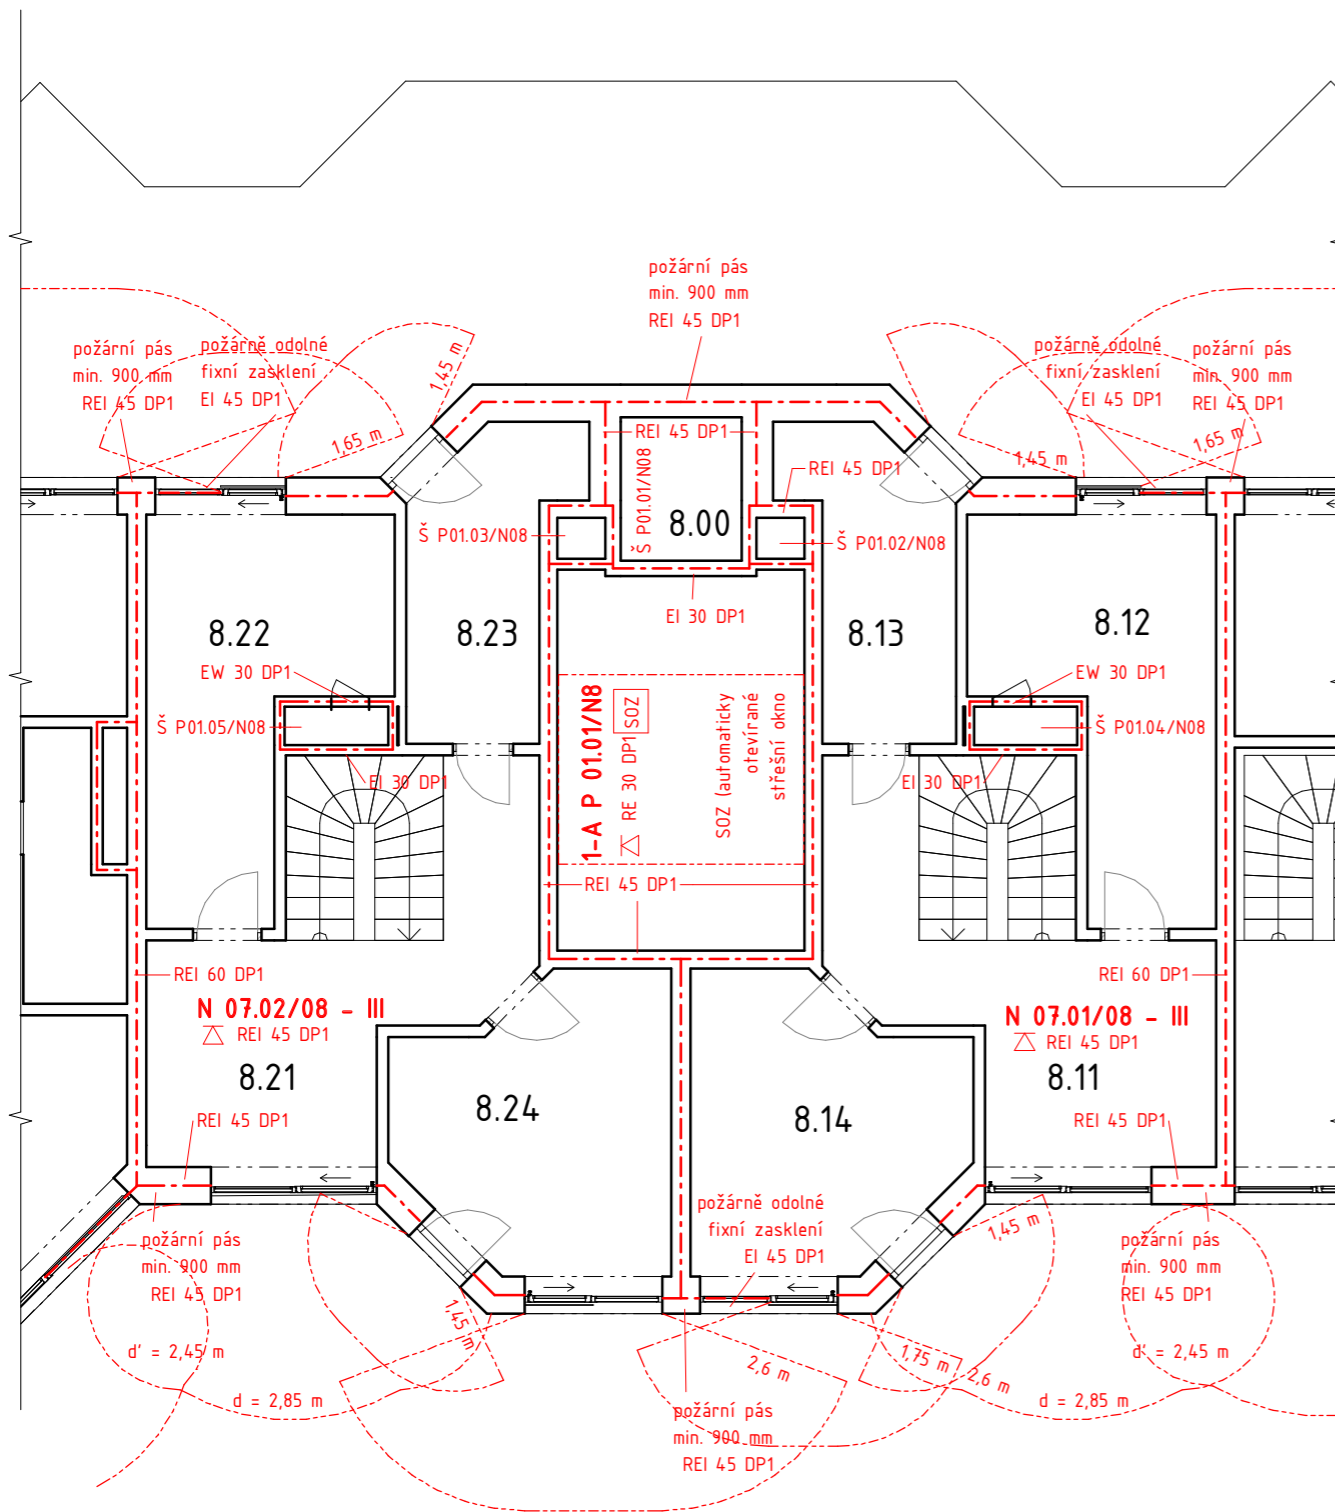 požární pás
min. 900 mm
REI 45 DP1
požární pás
min. 900 mm
REI 45 DP1
požárně odolné
fixní zasklení
EI 45 DP1
1,45 m
1,65 m
požárně odolné
fixní zasklení
EI 45 DP1
požární pás
min. 900 mm
REI 45 DP1
1,45 m
1,65 m
REI 45 DP1
REI 45 DP1
Š P01.01/N08
8.00
Š P01.03/N08
Š P01.02/N08
EI 30 DP1
8.22
8.23
8.13
8.12
EW 30 DP1
EW 30 DP1
Š P01.05/N08
Š P01.04/N08
EI 30 DP1
EI 30 DP1
1-A P 01.01/N8
RE 30 DP1
SOZ
SOZ (automaticky
otevírané
střešní okno
REI 45 DP1
REI 60 DP1
REI 60 DP1
N 07.02/08 - III
REI 45 DP1
N 07.01/08 - III
REI 45 DP1
8.21
8.24
8.14
8.11
REI 45 DP1
REI 45 DP1
požárně odolné
fixní zasklení
EI 45 DP1
požární pás
min. 900 mm
REI 45 DP1
1,45 m
1,45 m
požární pás
min. 900 mm
REI 45 DP1
d' = 2,45 m
d = 2,85 m
2,6 m
1,75 m
2,6 m
d' = 2,45 m
d = 2,85 m
požární pás
min. 900 mm
REI 45 DP1